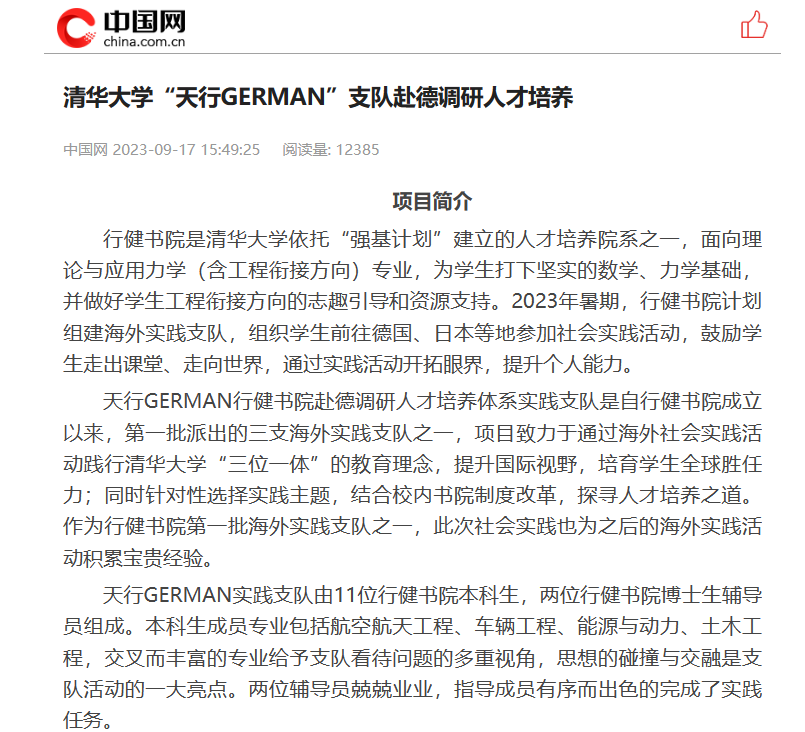 中国网
china.com.cn
清华大学“天行GERMAN”支队赴德调研人才培养
中国网 2023-09-17 15:49:25 阅读量: 12385
项目简介
行健书院是清华大学依托“强基计划”建立的人才培养院系之一，面向理
论与应用力学（含工程衔接方向）专业，为学生打下坚实的数学、力学基础，
并做好学生工程衔接方向的志趣引导和资源支持。2023年暑期，行健书院计划
组建海外实践支队，组织学生前往德国、日本等地参加社会实践活动，鼓励学
生走出课堂、走向世界，通过实践活动开拓眼界，提升个人能力。
天行GERMAN行健书院赴德调研人才培养体系实践支队是自行健书院成立
以来，第一批派出的三支海外实践支队之一，项目致力于通过海外社会实践活
动践行清华大学“三位一体”的教育理念，提升国际视野，培育学生全球胜任
力；同时针对性选择实践主题，结合校内书院制度改革，探寻人才培养之道。
作为行健书院第一批海外实践支队之一，此次社会实践也为之后的海外实践活
动积累宝贵经验。
天行GERMAN实践支队由11位行健书院本科生，两位行健书院博士生辅导
员组成。本科生成员专业包括航空航天工程、车辆工程、能源与动力、土木工
程，交叉而丰富的专业给予支队看待问题的多重视角，思想的碰撞与交融是支
队活动的一大亮点。两位辅导员兢兢业业，指导成员有序而出色的完成了实践
任务。